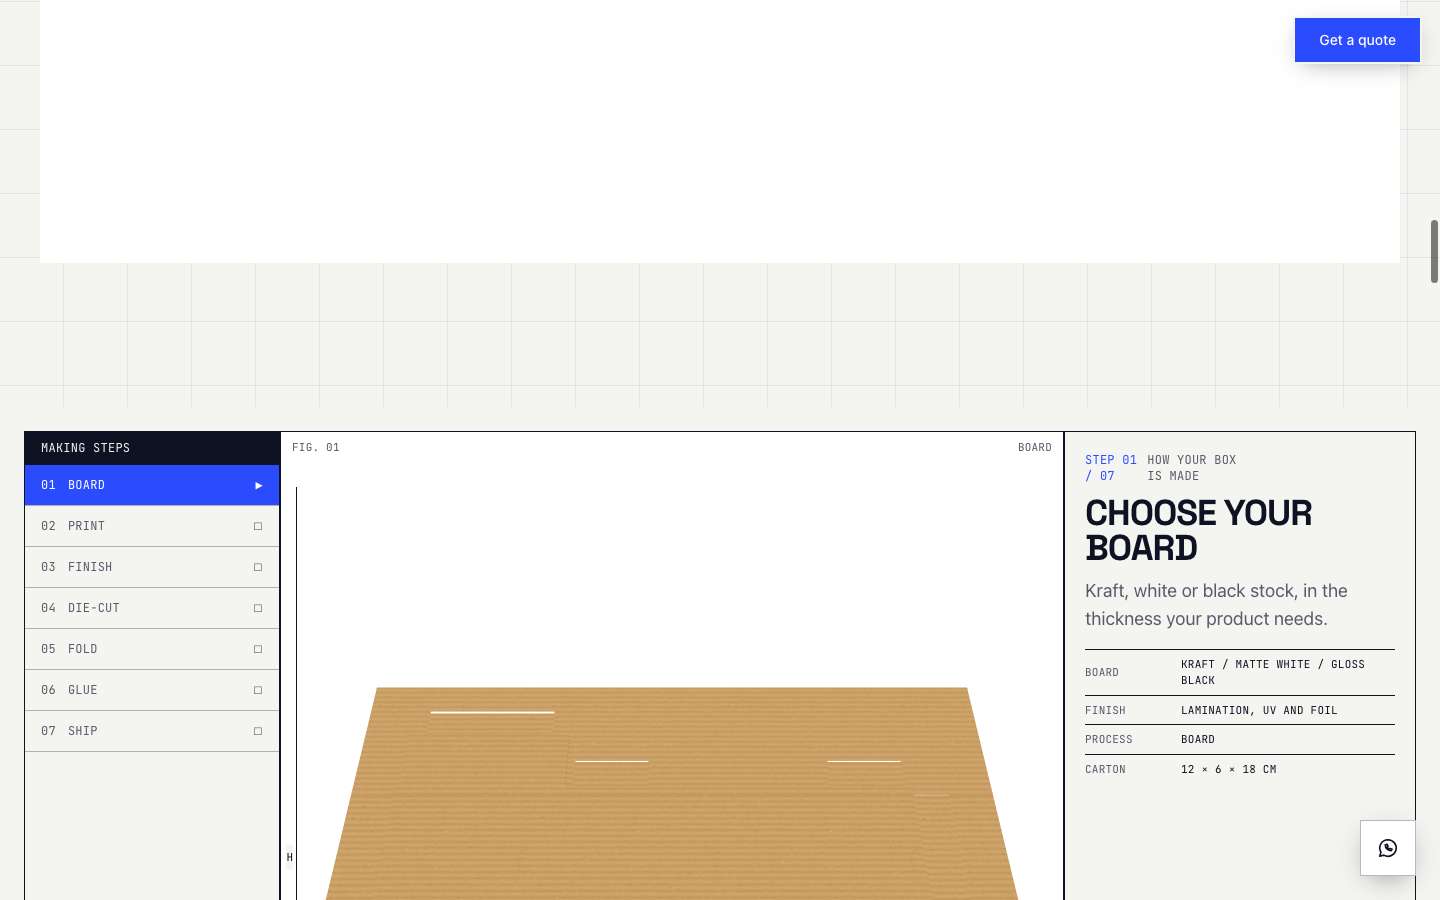 Get a quote
MAKING STEPS
01 BOARD
02 PRINT
03 FINISH
04 DIE-CUT
05 FOLD
06 GLUE
07 SHIP
FIG. 01
BOARD
H
STEP 01 / 07
HOW YOUR BOX
IS MADE
CHOOSE YOUR
BOARD
Kraft, white or black stock, in the
thickness your product needs.
BOARD KRAFT / MATTE WHITE / GLOSS
BLACK
FINISH LAMINATION, UV AND FOIL
PROCESS BOARD
CARTON 12 × 6 × 18 CM